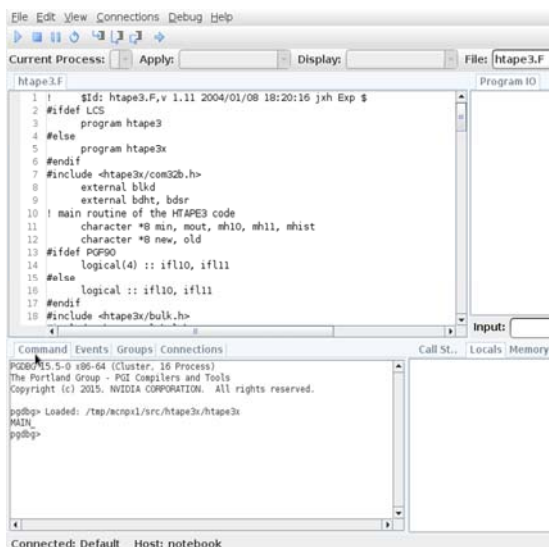 File Edit View Connections Debug Help
Current Process: Apply: Display: File: htape3.F
htape3.F
Program IO
1 ! $Id: htape3.F,v 1.11 2004/01/08 18:20:16 jxh Exp $
2 #ifdef LCS
3 program htape3
4 #else
5 program htape3x
6 #endif
7 #include <htape3x/com32b.h>
8 external blkd
9 external bdht, bdsr
10 ! main routine of the HTAPE3 code
11 character *8 min, mout, mh10, mh11, mhist
12 character *8 new, old
13 #ifdef PGF90
14 logical(4) :: ifl10, ifl11
15 #else
16 logical :: ifl10, ifl11
17 #endif
18 #include <htape3x/bulk.h>
Input:
Command Events Groups Connections
Call St.. Locals Memory
PGDBG 15.5-0 x86-64 (Cluster, 16 Process)
The Portland Group - PGI Compilers and Tools
Copyright (c) 2015. NVIDIA CORPORATION. All rights reserved.
pgdbg> Loaded: /tmp/mcnpx1/src/htape3x/htape3x
MAIN_
pgdbg>
Connected: Default Host: notebook